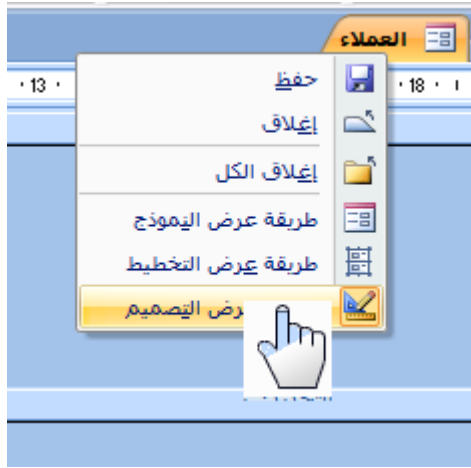 العملاء
· 13 ·
· 18 · ı
حفظ
إغلاق
إغلاق الكل
طريقة عرض النموذج
طريقة عرض التخطيط
عرض التصميم